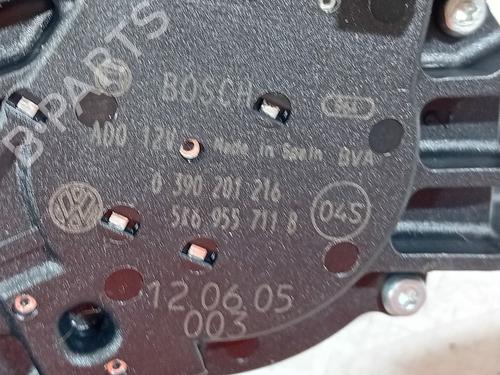 B-PARTS
BOSCH
ADD 12V Made in Spain BVA
0 390 201 216
5K6 955 711 B
045
12.06.05
003